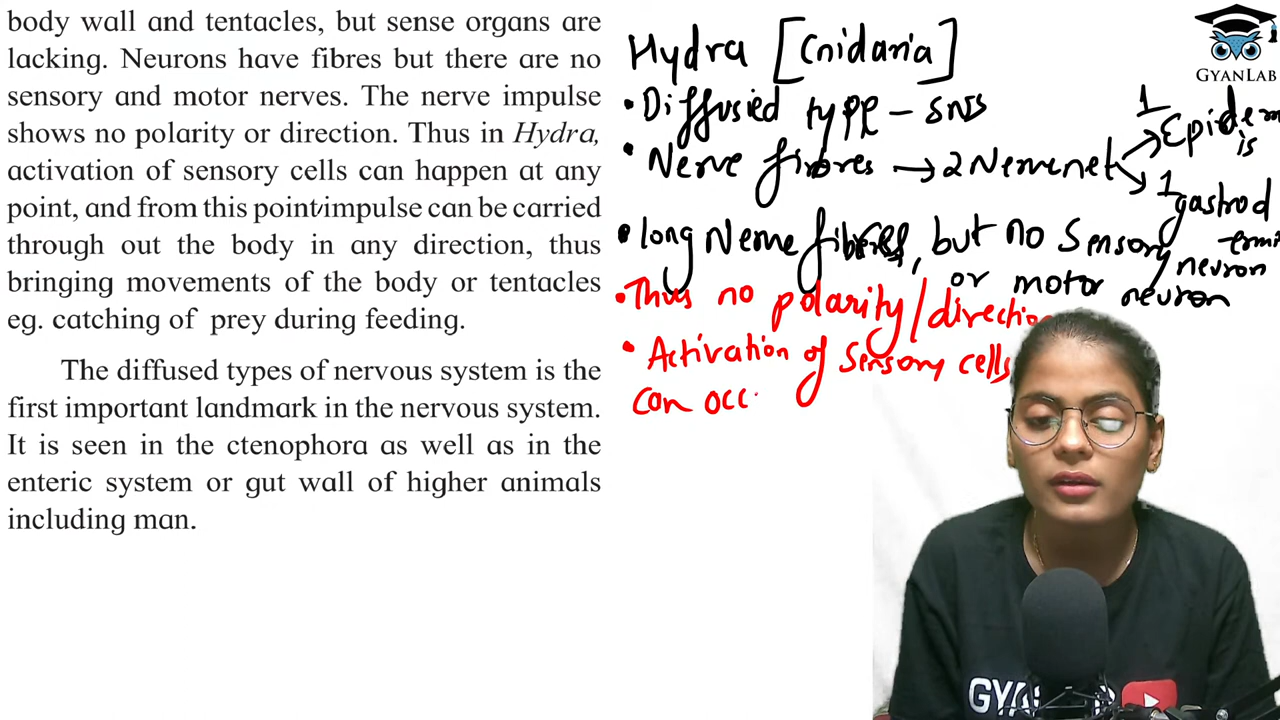 body wall and tentacles, but sense organs are
lacking. Neurons have fibres but there are no
sensory and motor nerves. The nerve impulse
shows no polarity or direction. Thus in Hydra,
activation of sensory cells can happen at any
point, and from this point impulse can be carried
through out the body in any direction, thus
bringing movements of the body or tentacles
eg. catching of prey during feeding.
The diffused types of nervous system is the
first important landmark in the nervous system.
It is seen in the ctenophora as well as in the
enteric system or gut wall of higher animals
including man.
Hydra [Cnidaria]
• Diffused type -
• Nerve fibres → 2 Nerve net
1 Epiderm
is
1 gastrod
ermi
• long Nerve fibres, but no Sensory neuron
or motor neuron
• Thus no polarity/direction
• Activation of Sensory cells
can occ
GYANLAB
GYA